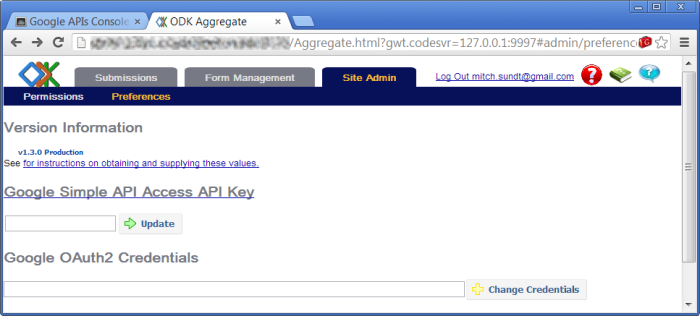 Google APIs Console
ODK Aggregate
/Aggregate.html?gwt.codesvr=127.0.0.1:9997#admin/preferenc
Submissions
Form Management
Site Admin
Log Out mitch.sundt@gmail.com
Permissions
Preferences
Version Information
v1.3.0 Production
See for instructions on obtaining and supplying these values.
Google Simple API Access API Key
Update
Google OAuth2 Credentials
Change Credentials